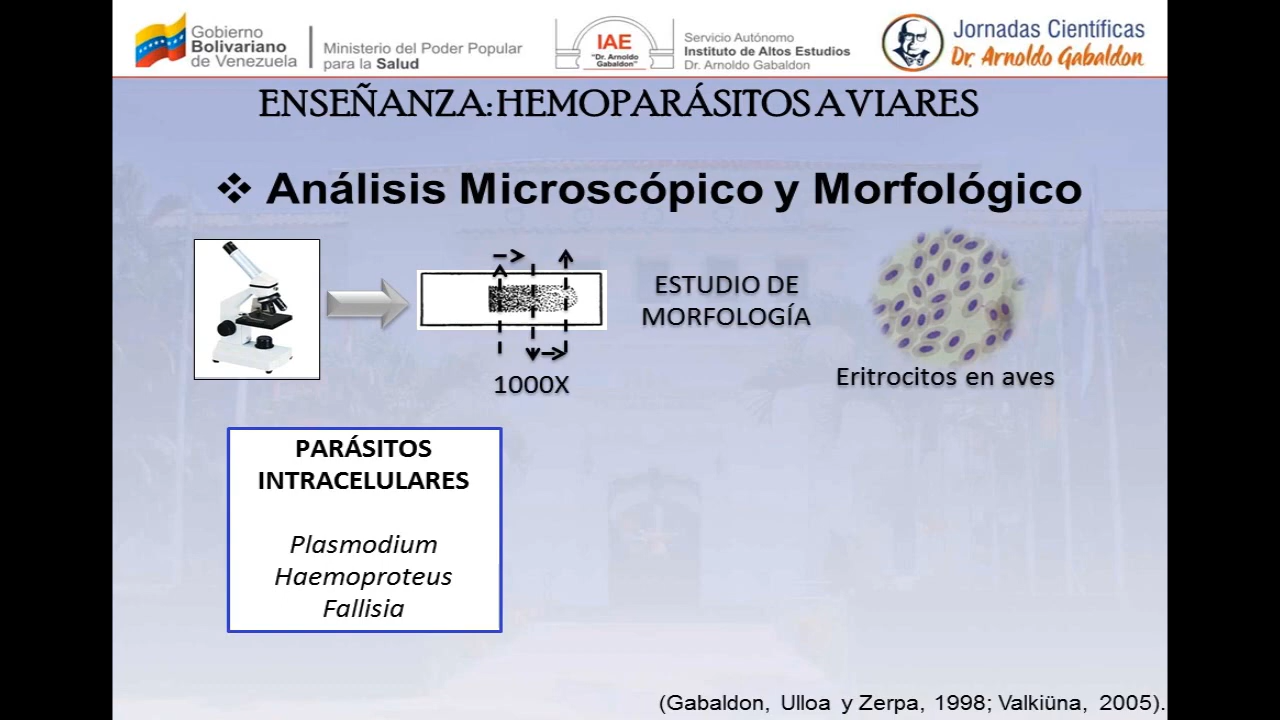 Gobierno
Bolivariano
de Venezuela
Ministerio del Poder Popular
para la Salud
IAE
"Dr. Arnoldo
Gabaldon"
Servicio Autónomo
Instituto de Altos Estudios
Dr. Arnoldo Gabaldon
Jornadas Científicas
Dr. Arnoldo Gabaldon
ENSEÑANZA: HEMOPARÁSITOS AVIARES
❖ Análisis Microscópico y Morfológico
1000X
ESTUDIO DE
MORFOLOGÍA
Eritrocitos en aves
PARÁSITOS
INTRACELULARES
Plasmodium
Haemoproteus
Fallisia
(Gabaldon, Ulloa y Zerpa, 1998; Valkiüna, 2005).